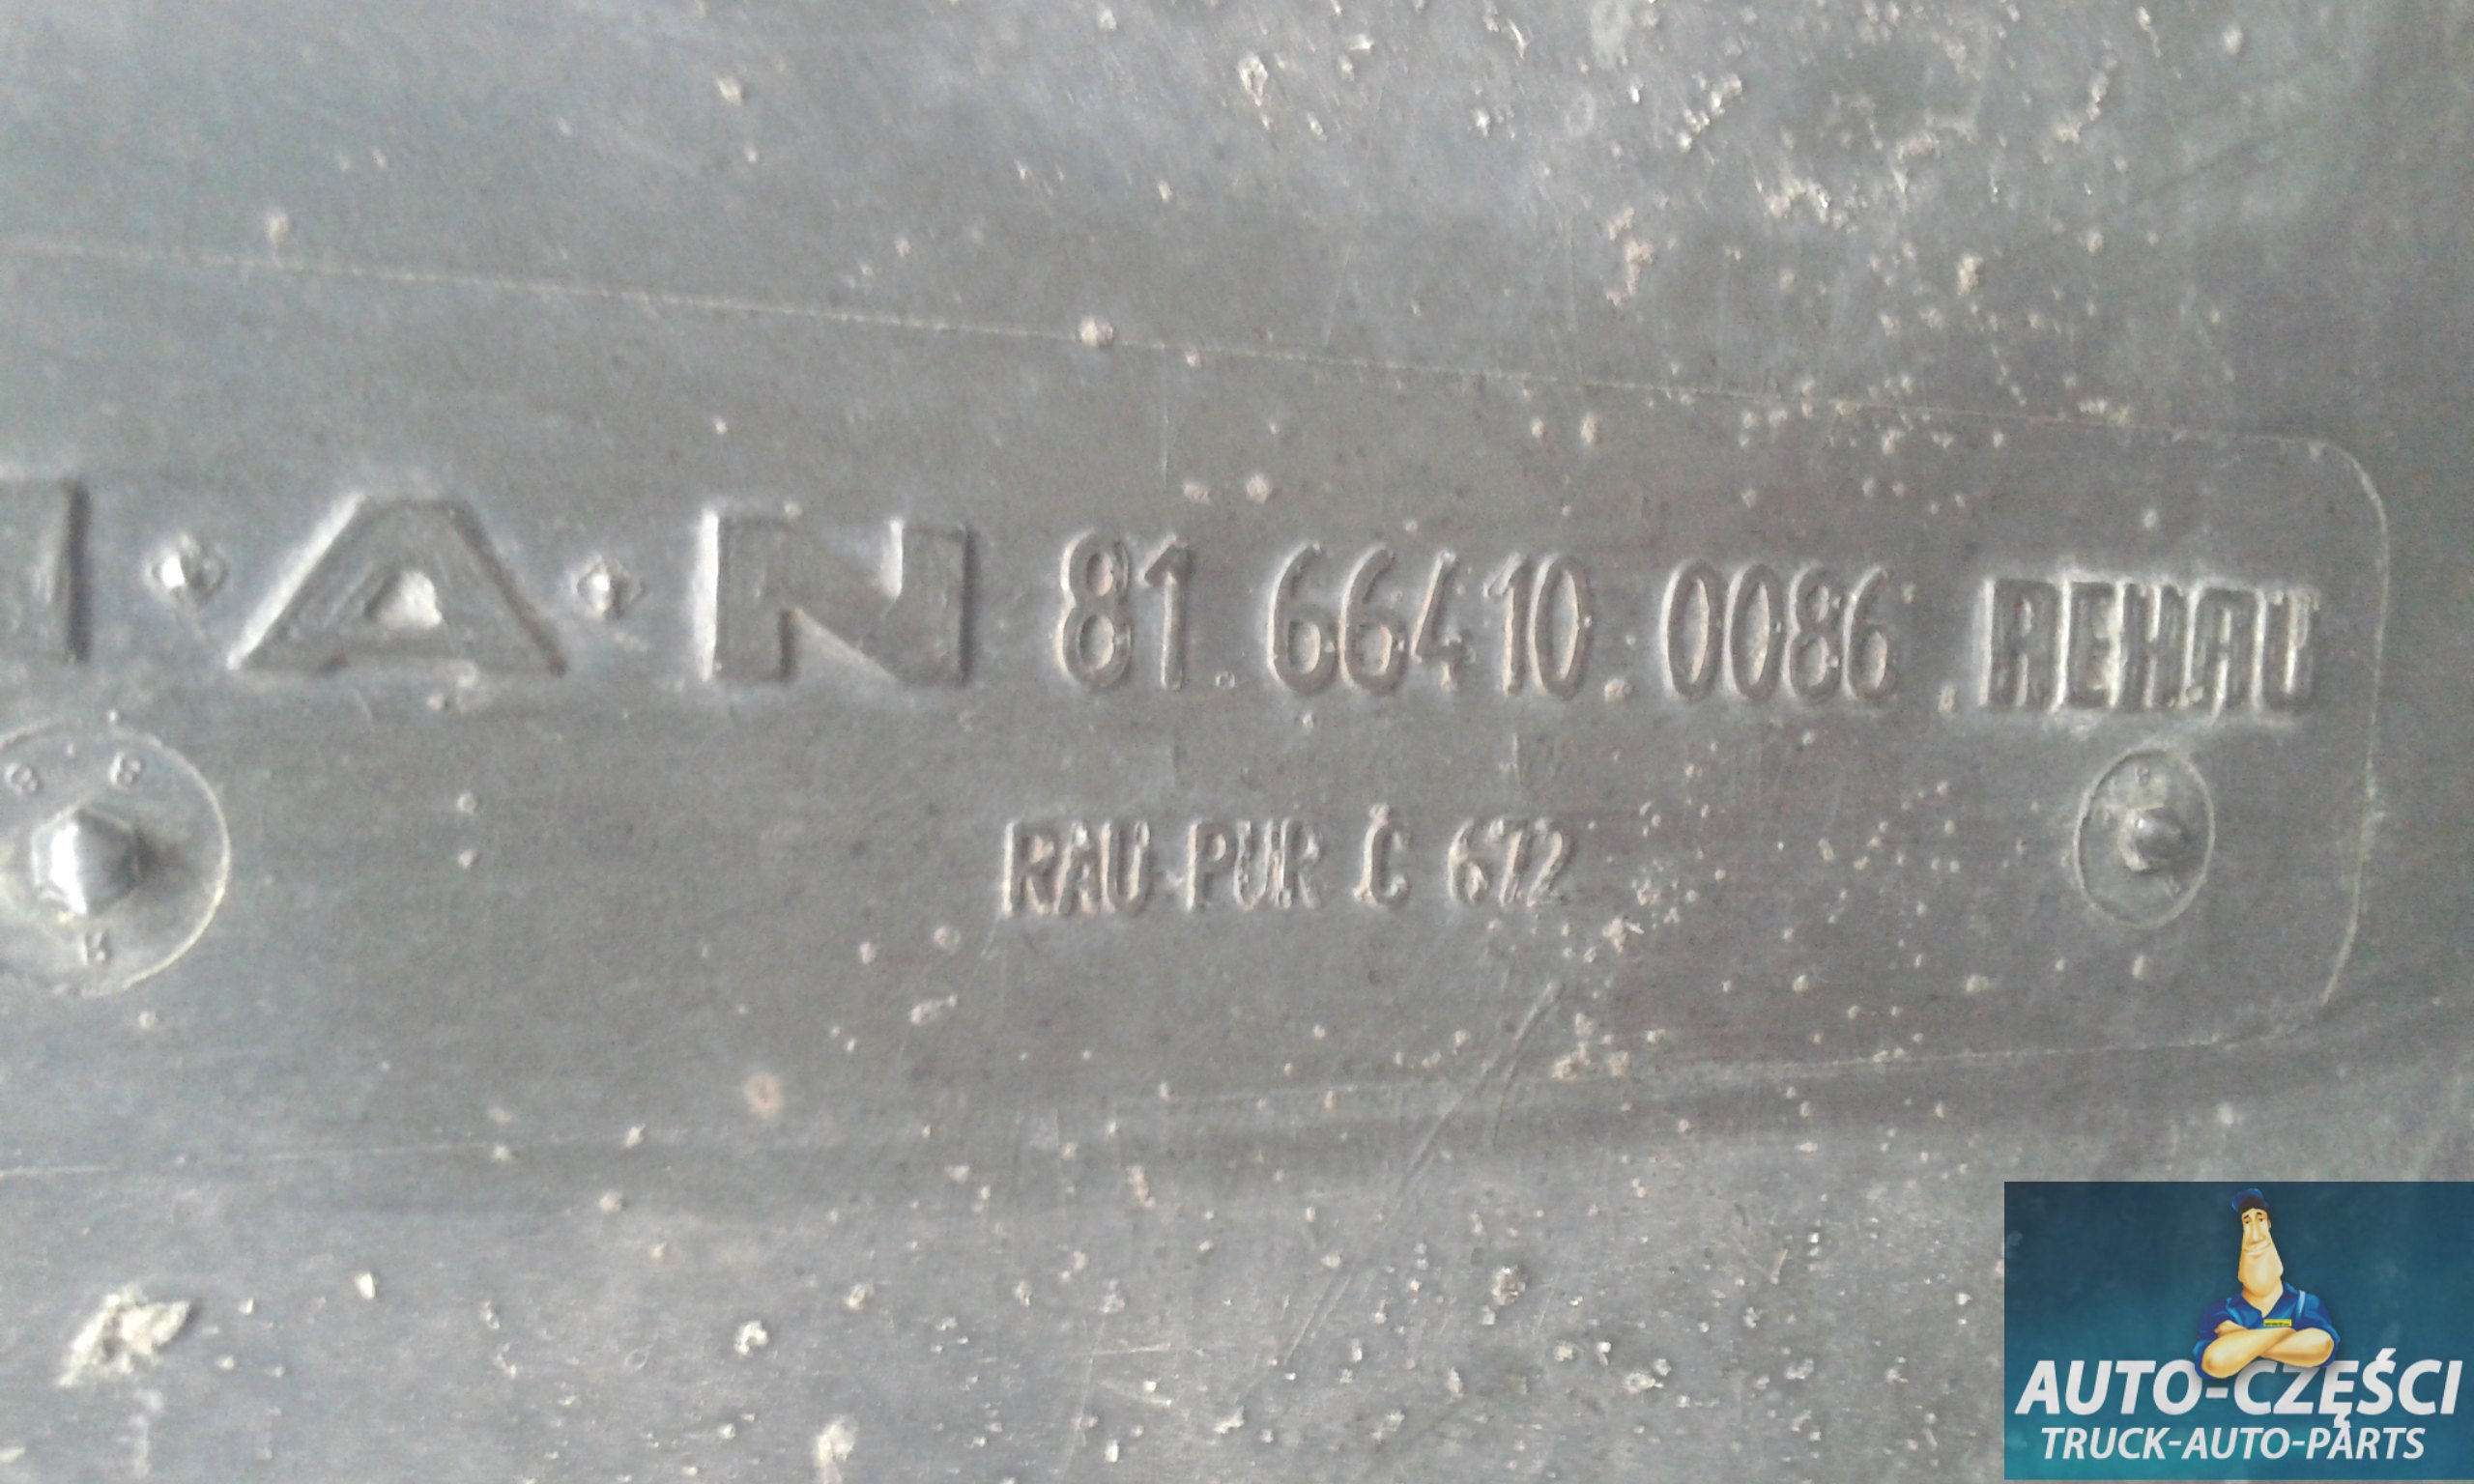 M·A·N 81.66410.0086.REHAU
RAU-PUR C 672
AUTO-CZĘŚCI
TRUCK-AUTO-PARTS